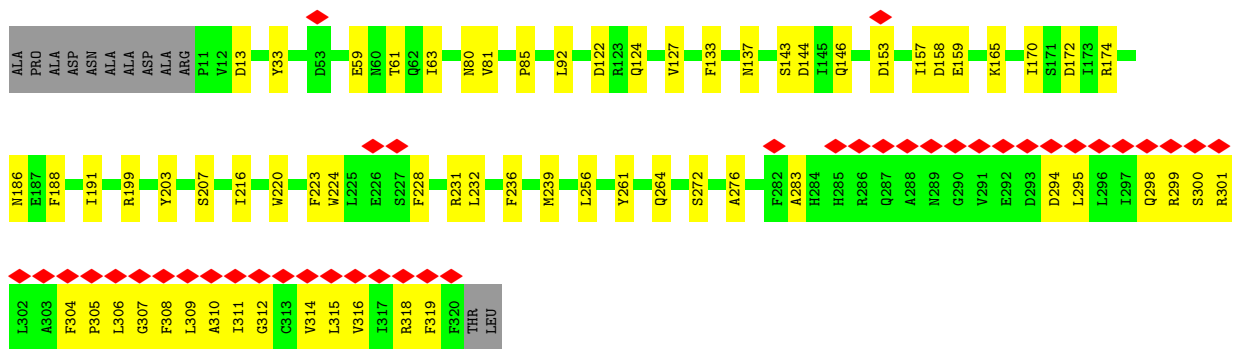 ALA PRO ALA ASP ASN ALA ALA ASP ALA ARG P11 V12 D13 Y33 D53 E59 N60 T61 Q62 I63 N80 V81 P85 L92 D122 R123 Q124 V127 F133 N137 S143 D144 I145 Q146 D153 I157 D158 E159 K165 I170 S171 D172 I173 R174
N186 E187 F188 I191 R199 Y203 S207 I216 W220 F223 W224 L225 E226 S227 F228 R231 L232 F236 M239 L256 Y261 Q264 S272 A276 F282 A283 H284 H285 R286 Q287 A288 N289 G290 V291 E292 D293 D294 L295 L296 I297 Q298 R299 S300 R301
L302 A303 F304 P305 L306 G307 F308 L309 A310 I311 G312 C313 V314 L315 V316 I317 R318 F319 F320 THR LEU